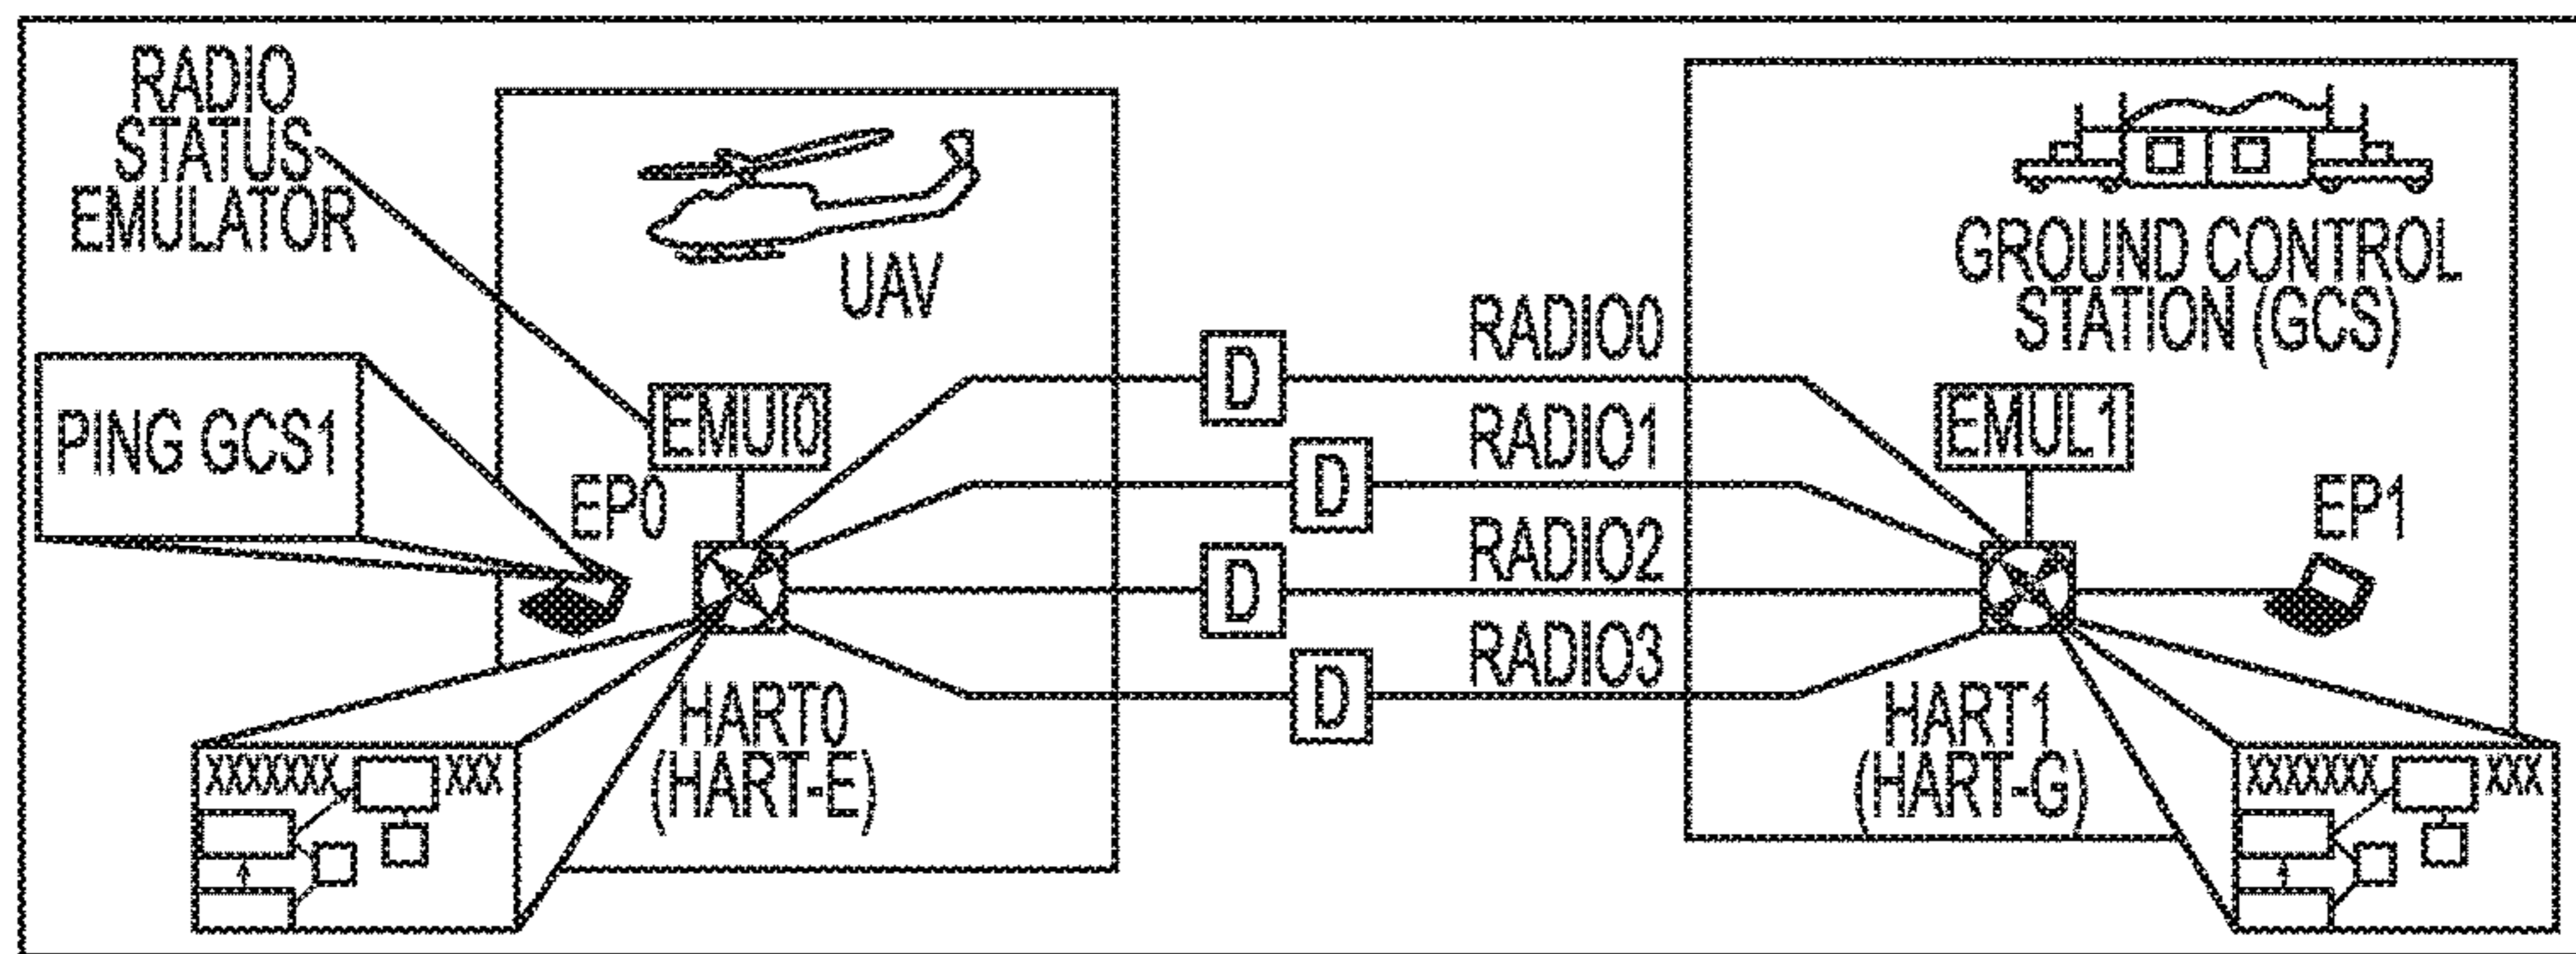 RADIO
STATUS
EMULATOR
PING GCS1
UAV
EMUI0
EP0
HART0
(HART-E)
XXXXXXX XXX
D
RADIO0
D
RADIO1
D
RADIO2
D
RADIO3
GROUND CONTROL
STATION (GCS)
EMUL1
EP1
HART1
(HART-G)
XXXXXXX XXX